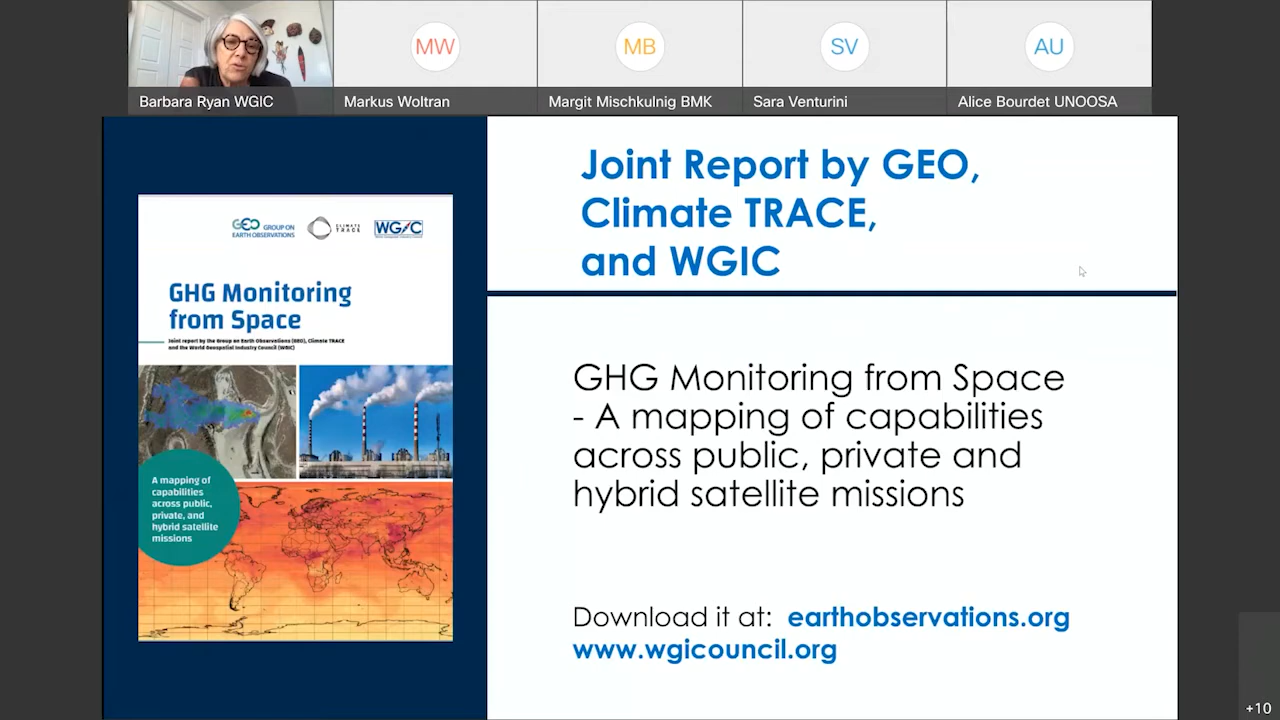 MW
MB
SV
AU
Barbara Ryan WGIC
Markus Woltran
Margit Mischkulnig BMK
Sara Venturini
Alice Bourdet UNOOSA
Joint Report by GEO,
Climate TRACE,
and WGIC
GEO GROUP ON
EARTH OBSERVATIONS
CLIMATE
TRACE
WGIC
GHG Monitoring
from Space
Joint report by the Group on Earth Observations (GEO), Climate TRACE
and the World Geospatial Industry Council (WGIC)
A mapping of
capabilities
across public,
private, and
hybrid satellite
missions
GHG Monitoring from Space
- A mapping of capabilities
across public, private and
hybrid satellite missions
Download it at: earthobservations.org
www.wgicouncil.org
+10